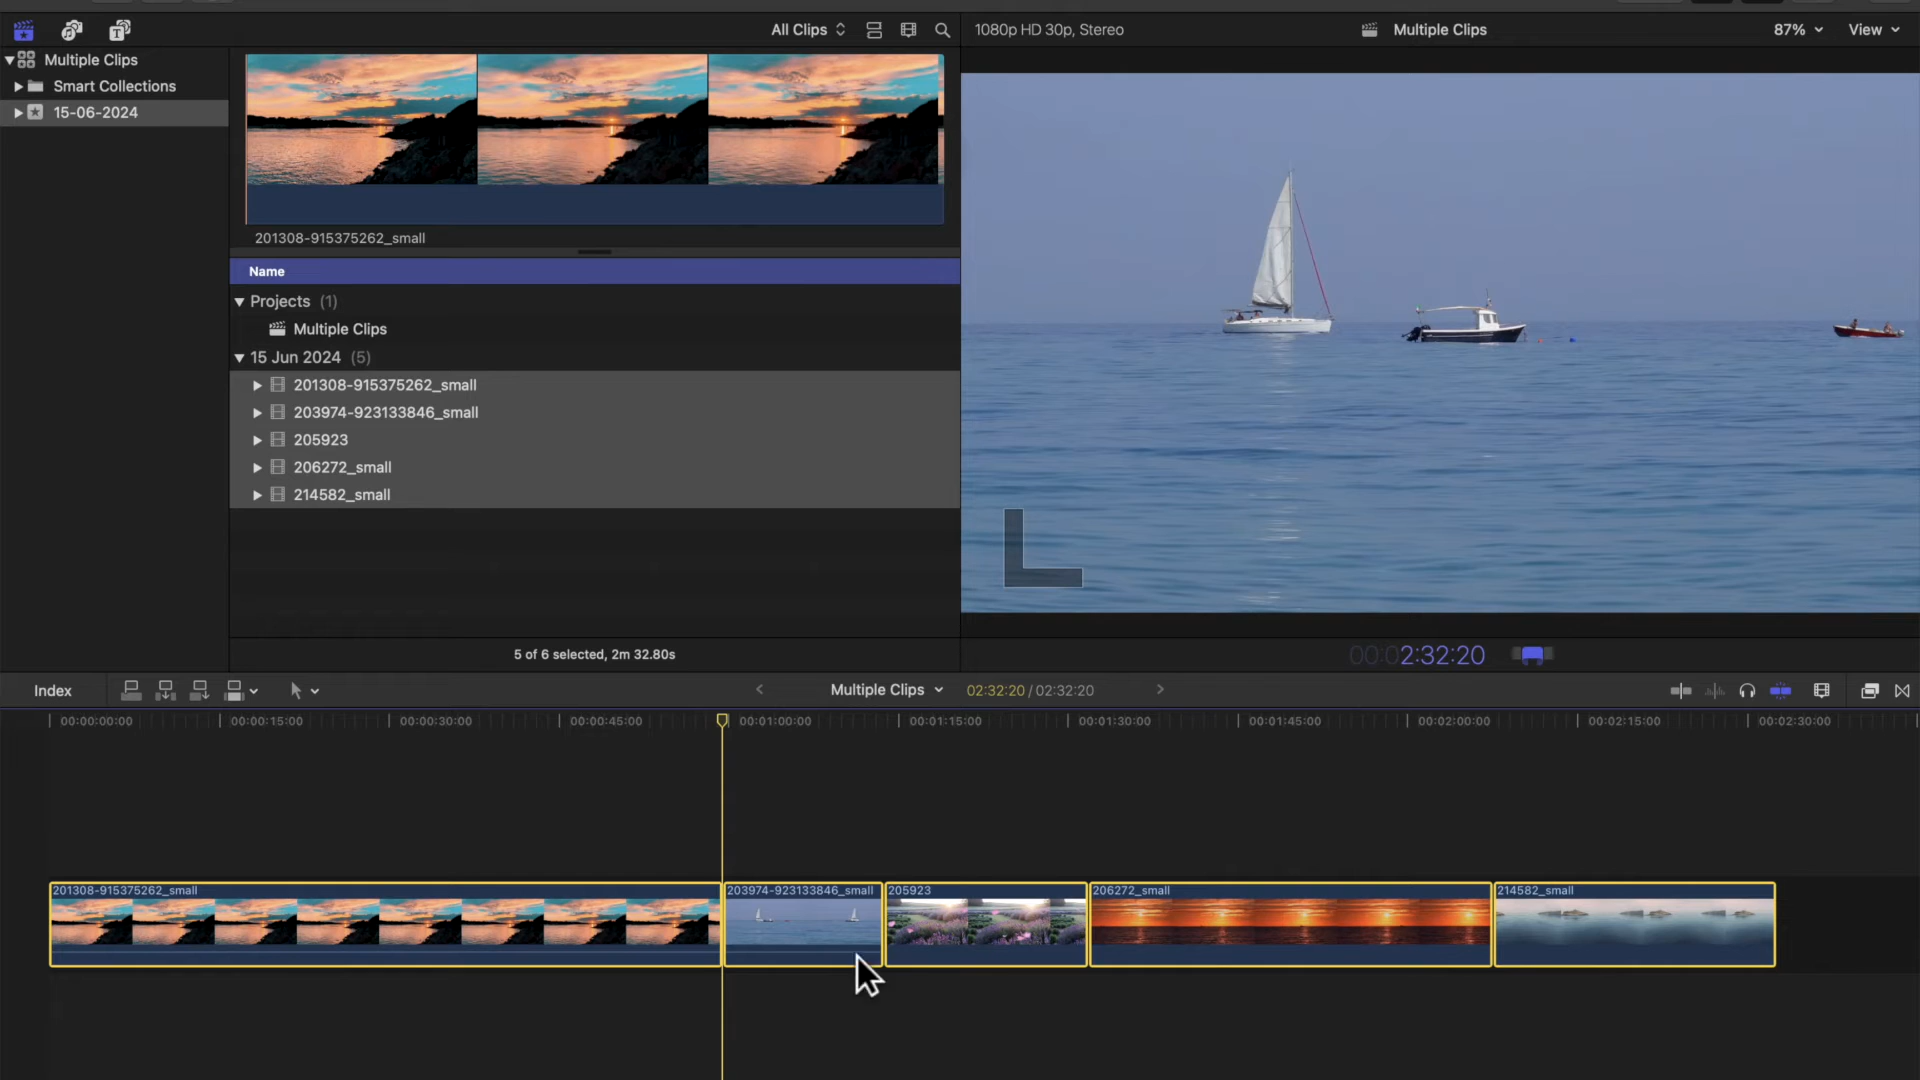 All Clips
1080p HD 30p, Stereo
Multiple Clips
87%
View
Multiple Clips
Smart Collections
15-06-2024
201308-915375262_small
Name
Projects (1)
Multiple Clips
15 Jun 2024 (5)
201308-915375262_small
203974-923133846_small
205923
206272_small
214582_small
5 of 6 selected, 2m 32.80s
00:02:32:20
Index
Multiple Clips
02:32:20 / 02:32:20
00:00:00:00
00:00:15:00
00:00:30:00
00:00:45:00
00:01:00:00
00:01:15:00
00:01:30:00
00:01:45:00
00:02:00:00
00:02:15:00
00:02:30:00
201308-915375262_small
203974-923133846_small
205923
206272_small
214582_small